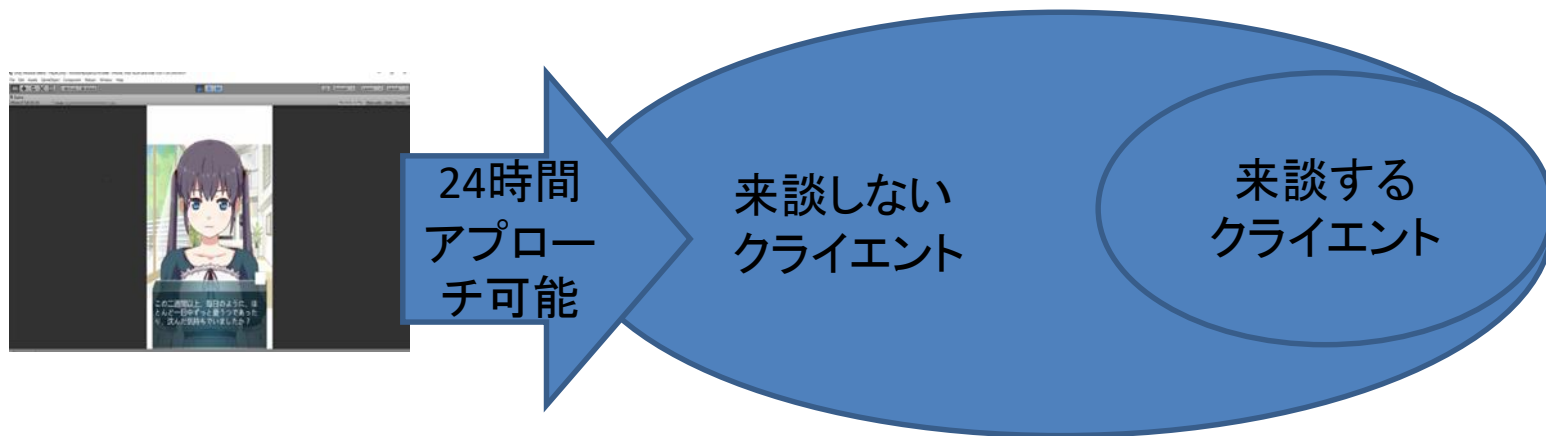 この二週間以上、毎日のように、ほ
とんど一日中ずっと憂うつであった
り、沈んだ気持ちでいましたか？
24時間
アプロー
チ可能
来談しない
クライエント
来談する
クライエント